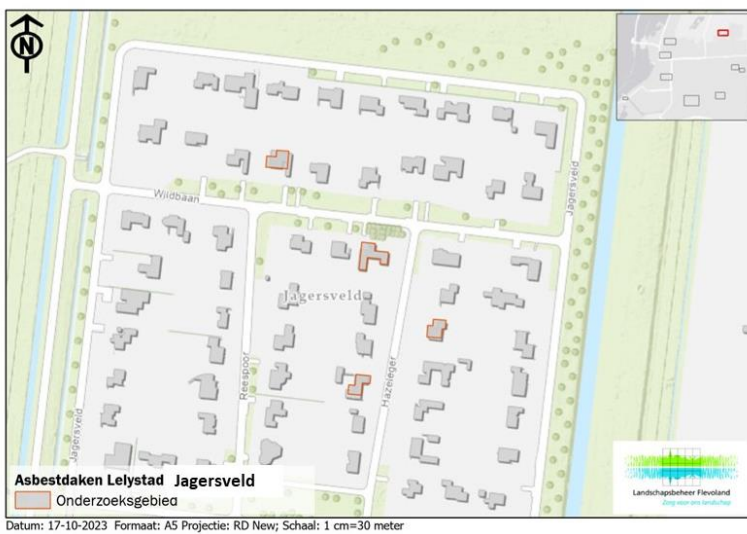 N
Wildbaan
Jagersveld
Jagersveld
Reespoor
Hazeleger
Jagersveld
Asbestdaken Lelystad Jagersveld
Onderzoeksgebied
Landschapsbeheer Flevoland
Zorg voor ons landschap
Datum: 17-10-2023 Formaat: A5 Projectie: RD New; Schaal: 1 cm=30 meter